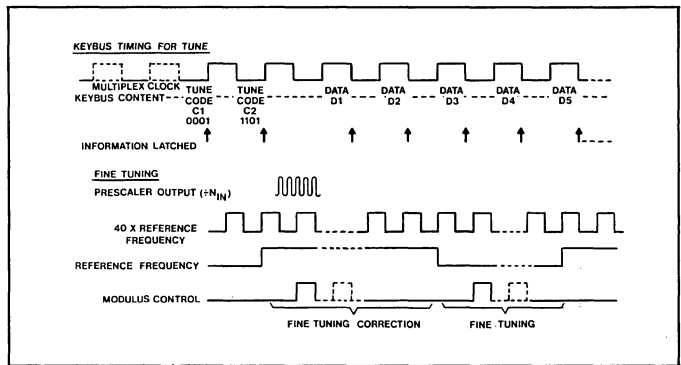 KEYBUS TIMING FOR TUNE
MULTIPLEX CLOCK
KEYBUS CONTENT
TUNE CODE C1 0001
TUNE CODE C2 1101
DATA D1
DATA D2
DATA D3
DATA D4
DATA D5
INFORMATION LATCHED
FINE TUNING
PRESCALER OUTPUT (÷N_IN)
40 X REFERENCE
FREQUENCY
REFERENCE FREQUENCY
MODULUS CONTROL
FINE TUNING CORRECTION
FINE TUNING